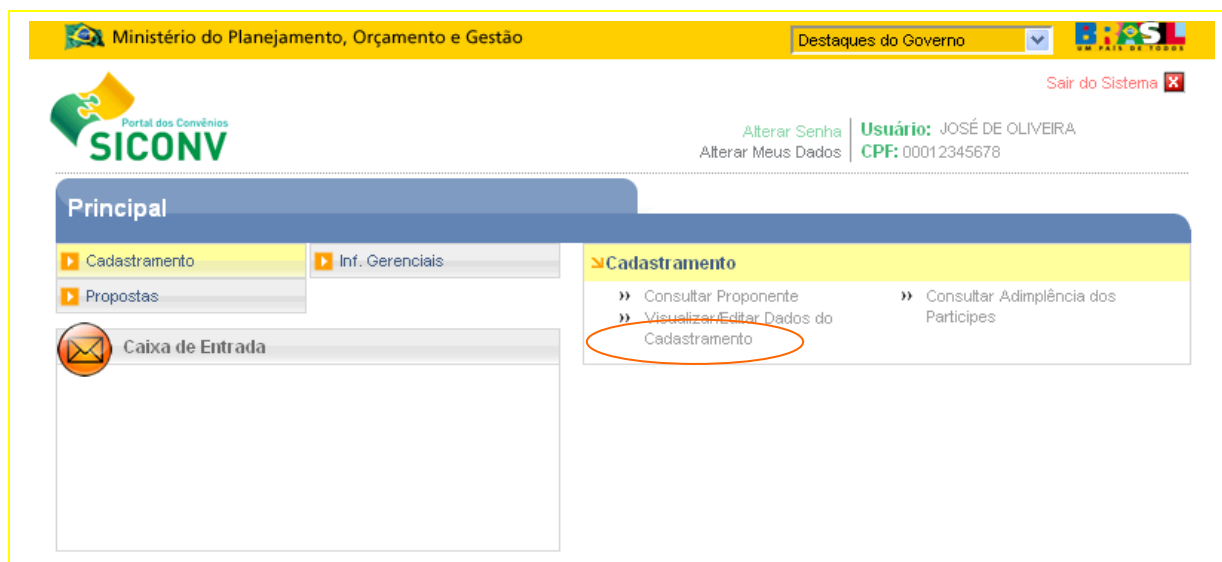 Ministério do Planejamento, Orçamento e Gestão
Destaques do Governo
BRASIL
UM PAÍS DE TODOS
Sair do Sistema
Portal dos Convênios
SICONV
Alterar Senha
Usuário: JOSÉ DE OLIVEIRA
Alterar Meus Dados
CPF: 00012345678
Principal
Cadastramento
Inf. Gerenciais
Propostas
Caixa de Entrada
Cadastramento
Consultar Proponente
Visualizar/Editar Dados do
Cadastramento
Consultar Adimplência dos
Participes